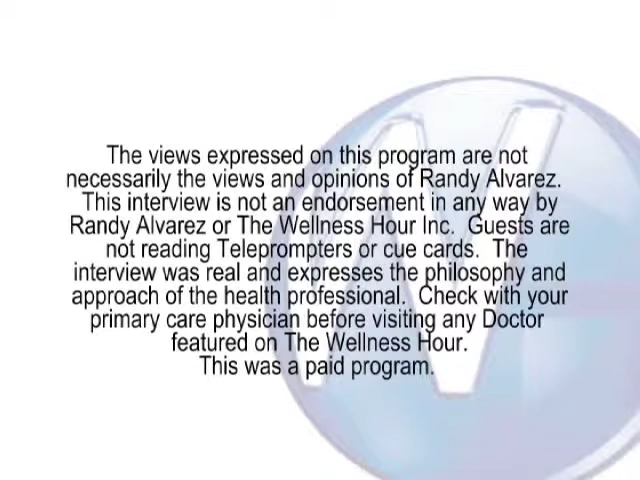 The views expressed on this program are not
necessarily the views and opinions of Randy Alvarez.
This interview is not an endorsement in any way by
Randy Alvarez or The Wellness Hour Inc.  Guests are
not reading Teleprompters or cue cards.  The
interview was real and expresses the philosophy and
approach of the health professional.  Check with your
primary care physician before visiting any Doctor
featured on The Wellness Hour.
This was a paid program.